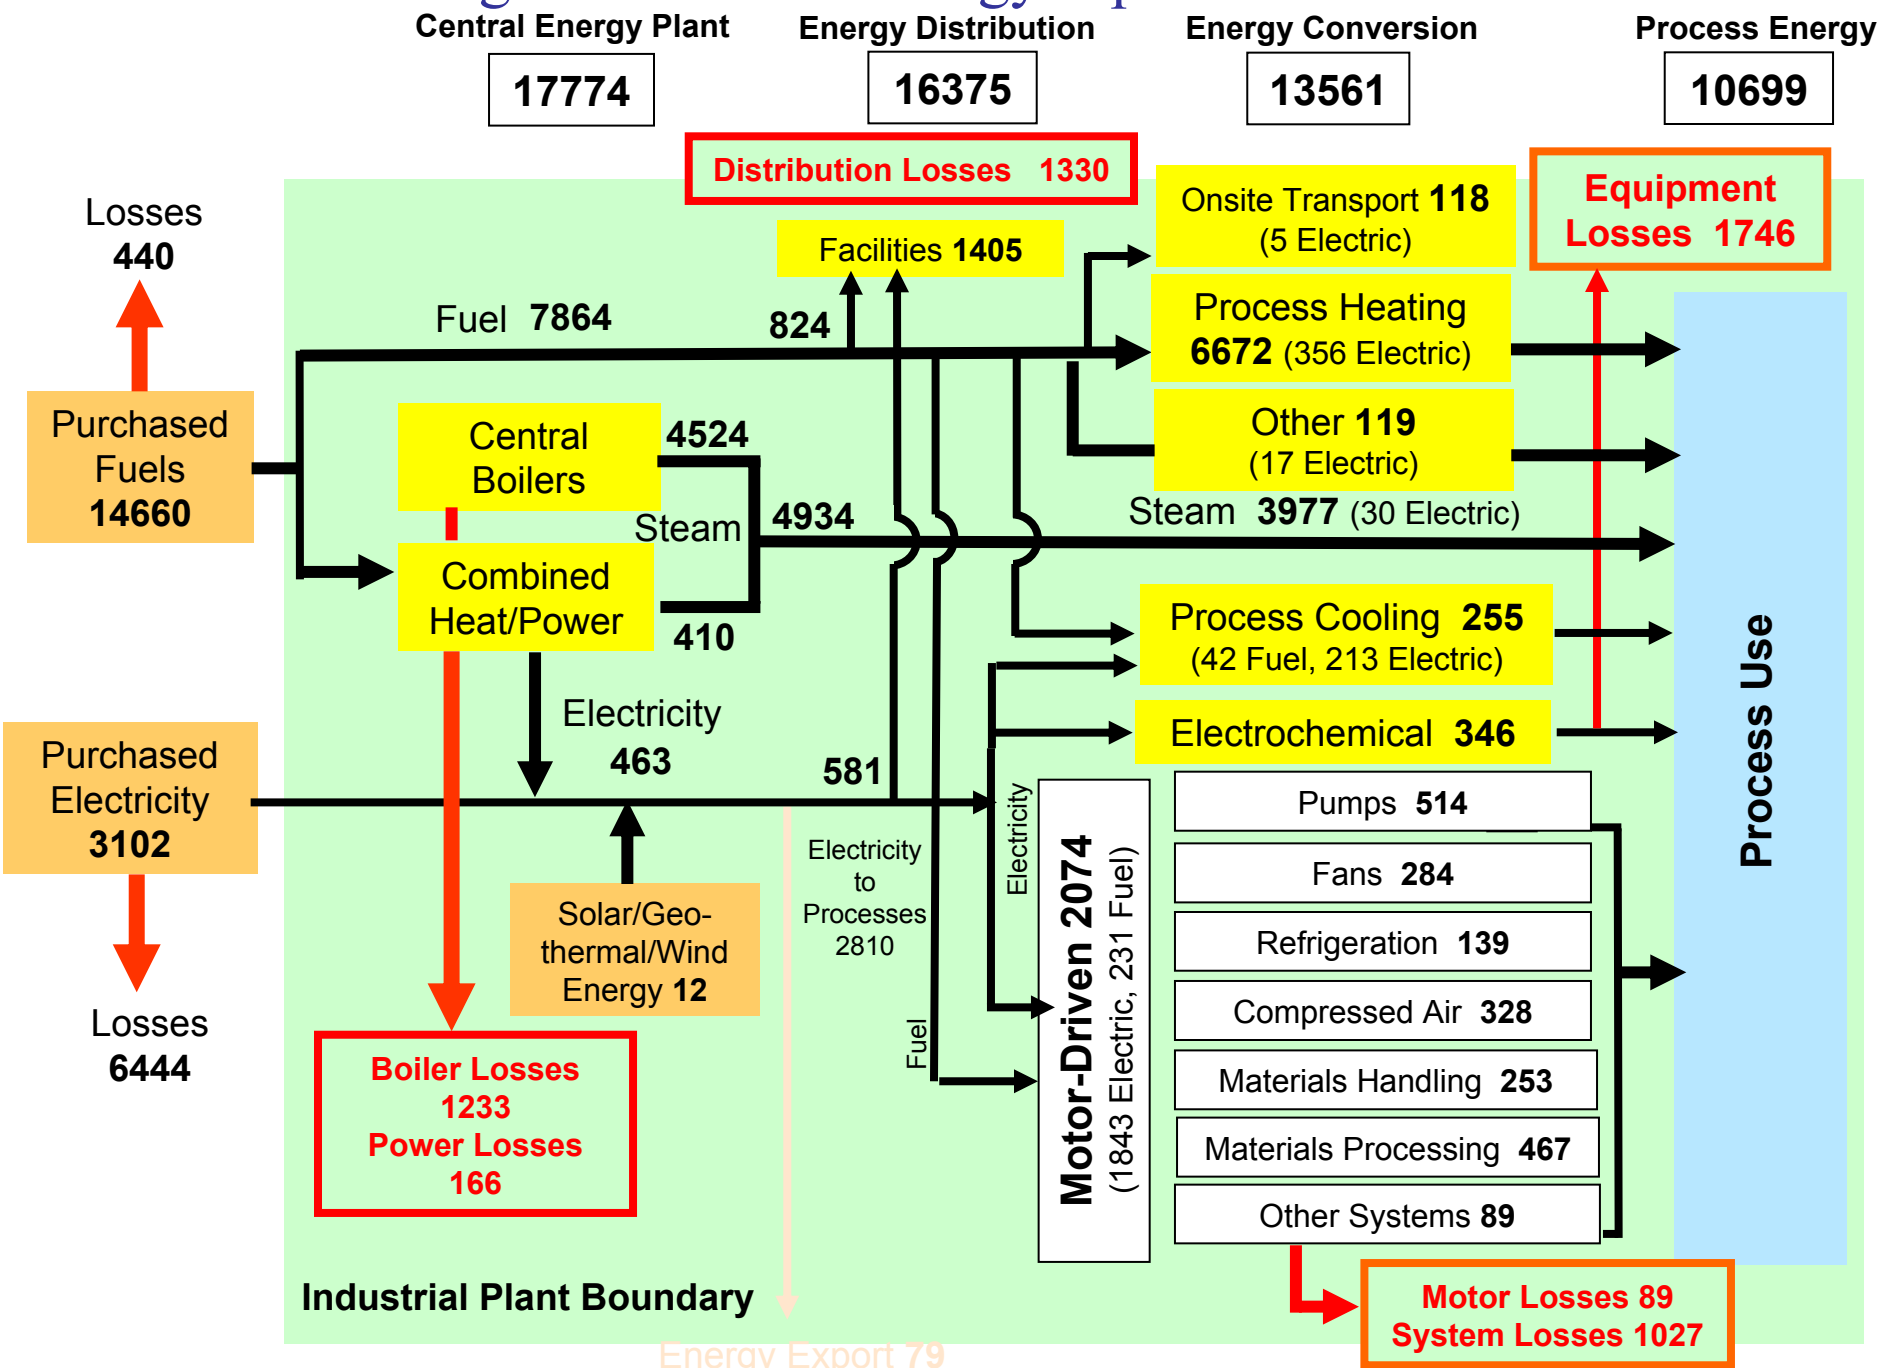 Central Energy Plant
Energy Distribution
Energy Conversion
Process Energy
17774
16375
13561
10699
Distribution Losses 1330
Equipment
Losses 1746
Losses
440
Onsite Transport 118
(5 Electric)
Facilities 1405
Fuel 7864
824
Process Heating
6672 (356 Electric)
Purchased
Fuels
14660
Central
Boilers
4524
Other 119
(17 Electric)
Steam
4934
Steam 3977 (30 Electric)
Combined
Heat/Power
410
Process Cooling 255
(42 Fuel, 213 Electric)
Electricity
463
Electrochemical 346
Process Use
Purchased
Electricity
3102
581
Electricity
Electricity
to
Processes
2810
Fuel
Motor-Driven 2074
(1843 Electric, 231 Fuel)
Pumps 514
Fans 284
Refrigeration 139
Compressed Air 328
Materials Handling 253
Materials Processing 467
Other Systems 89
Solar/Geo-
thermal/Wind
Energy 12
Losses
6444
Boiler Losses
1233
Power Losses
166
Industrial Plant Boundary
Motor Losses 89
System Losses 1027
Energy Export 79